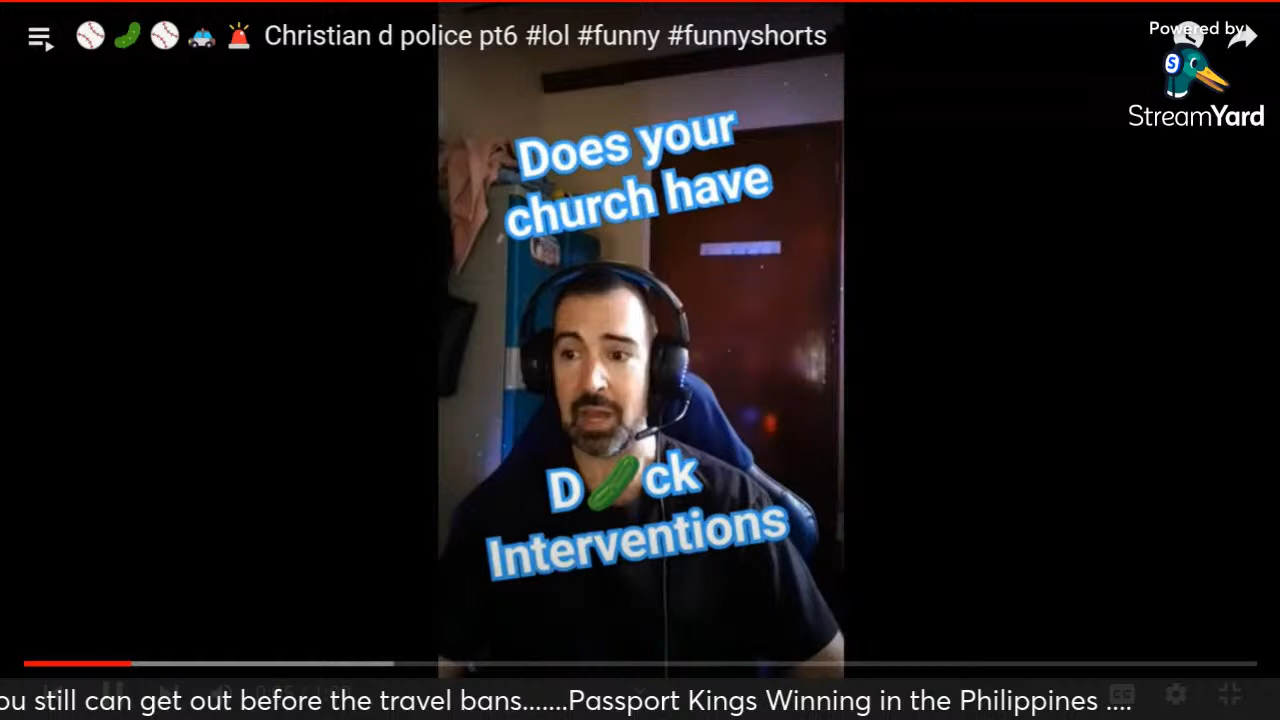 ⚾🥒⚾🚓🚨 Christian d police pt6 #lol #funny #funnyshorts
Powered by
StreamYard
Does your
church have
D🥒ck
Interventions
ou still can get out before the travel bans.......Passport Kings Winning in the Philippines ....